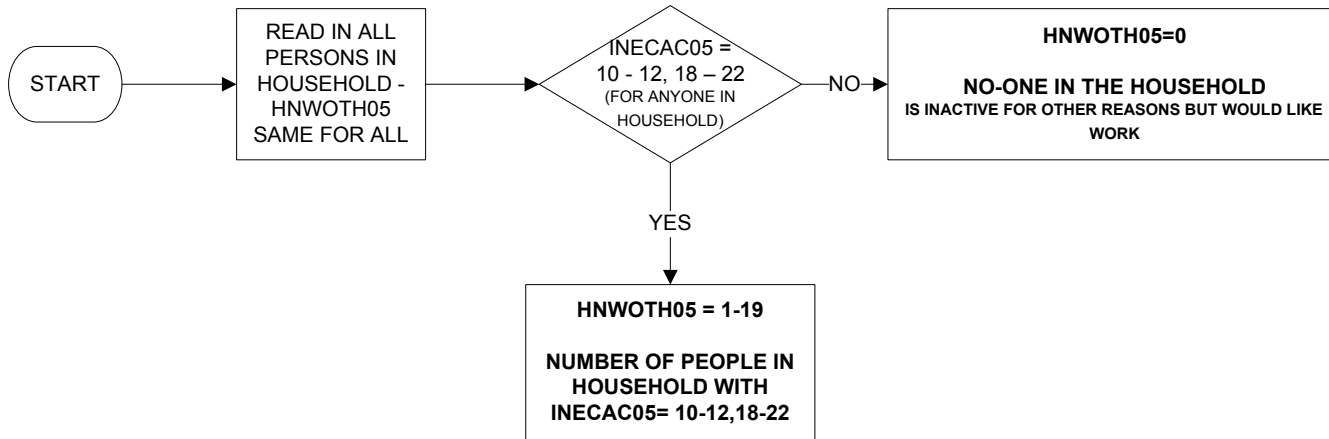 START
READ IN ALL
PERSONS IN
HOUSEHOLD -
HNWOTH05
SAME FOR ALL
INECAC05 =
10 - 12, 18 – 22
(FOR ANYONE IN
HOUSEHOLD)
NO
HNWOTH05=0
NO-ONE IN THE HOUSEHOLD
IS INACTIVE FOR OTHER REASONS BUT WOULD LIKE
WORK
YES
HNWOTH05 = 1-19
NUMBER OF PEOPLE IN
HOUSEHOLD WITH
INECAC05= 10-12,18-22